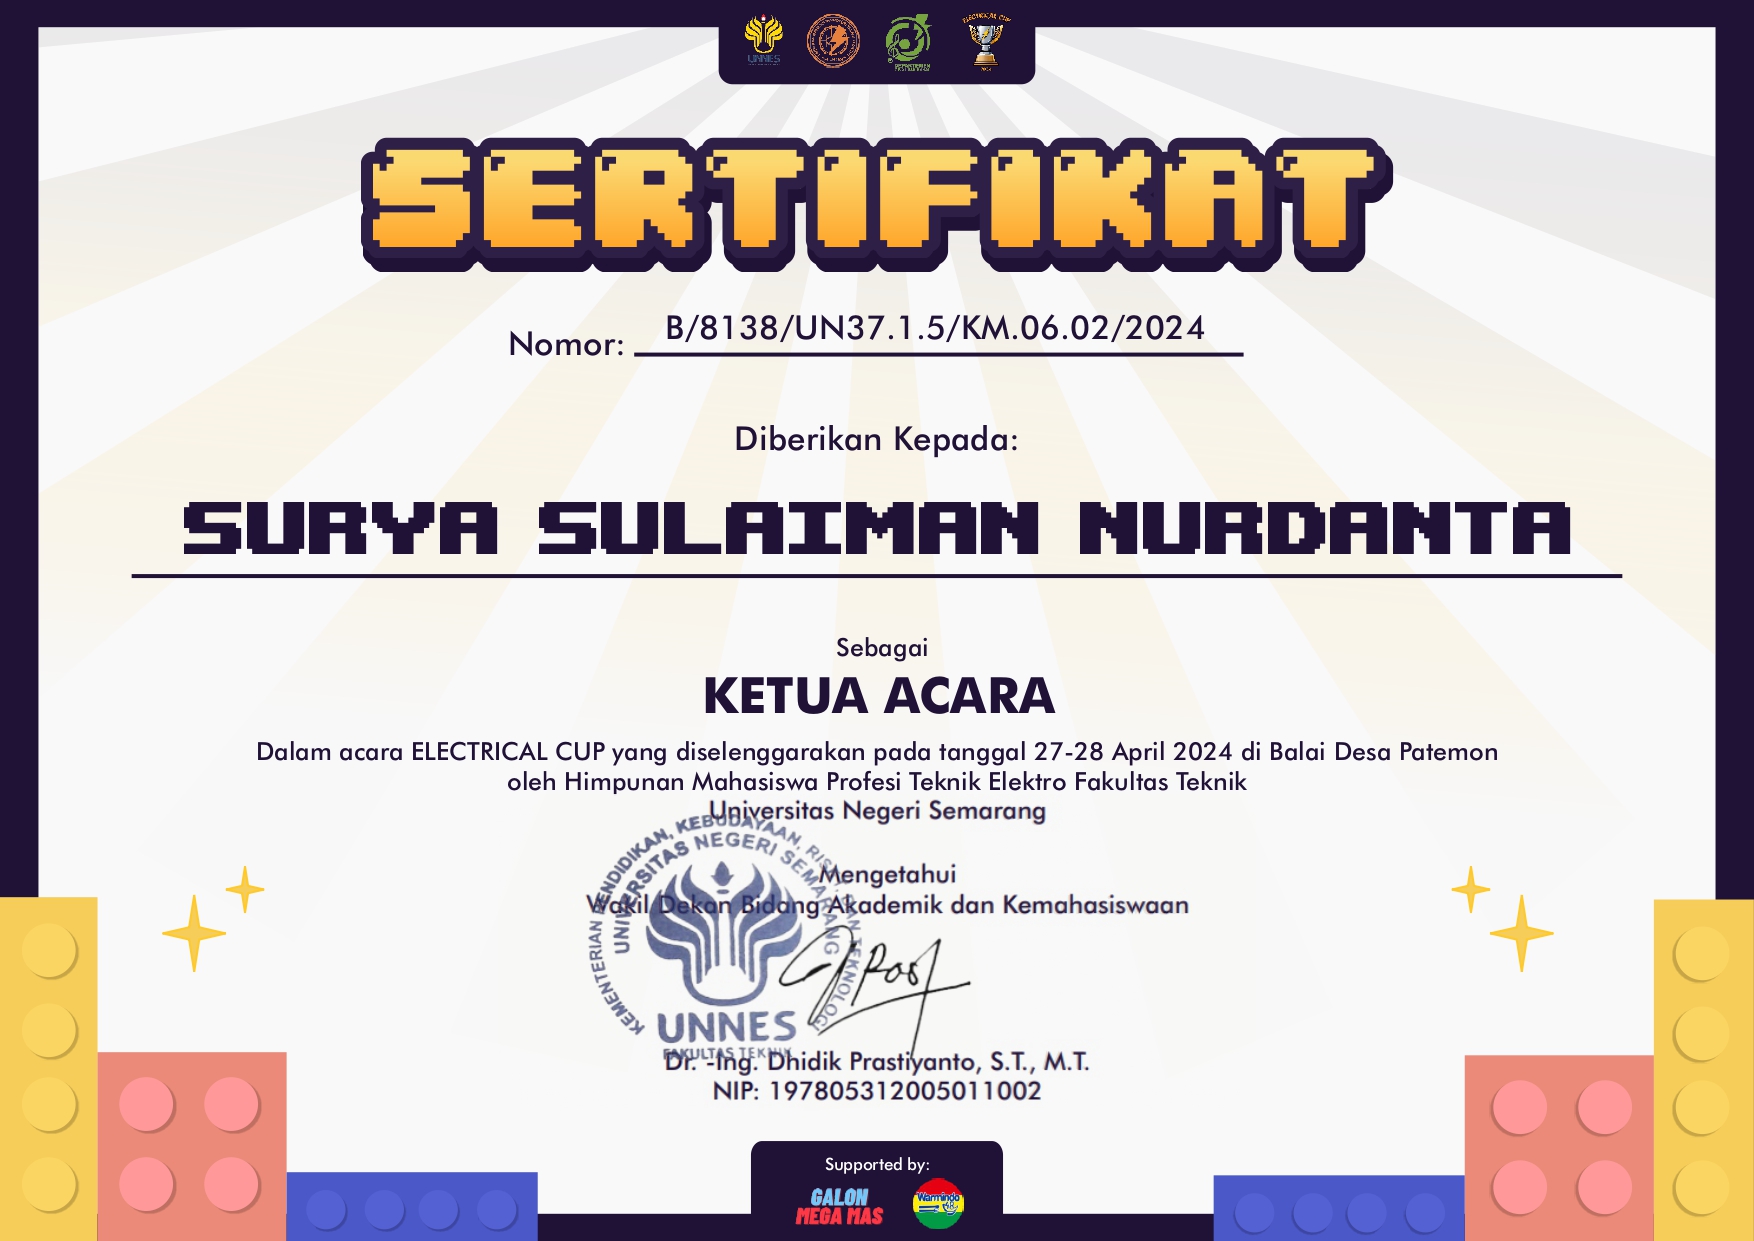 UNNES
ELECTRICAL CUP
SERTIFIKAT
Nomor: B/8138/UN37.1.5/KM.06.02/2024
Diberikan Kepada:
SURYA SULAIMAN NURDANTA
Sebagai
KETUA ACARA
Dalam acara ELECTRICAL CUP yang diselenggarakan pada tanggal 27-28 April 2024 di Balai Desa Patemon
oleh Himpunan Mahasiswa Profesi Teknik Elektro Fakultas Teknik
Universitas Negeri Semarang
KEMENTERIAN PENDIDIKAN, KEBUDAYAAN, RISET, DAN TEKNOLOGI
UNIVERSITAS NEGERI SEMARANG
Mengetahui
Wakil Dekan Bidang Akademik dan Kemahasiswaan
UNNES
FAKULTAS TEKNIK
Dr. -Ing. Dhidik Prastiyanto, S.T., M.T.
NIP: 197805312005011002
Supported by:
GALON
MEGA MAS
Warmindo